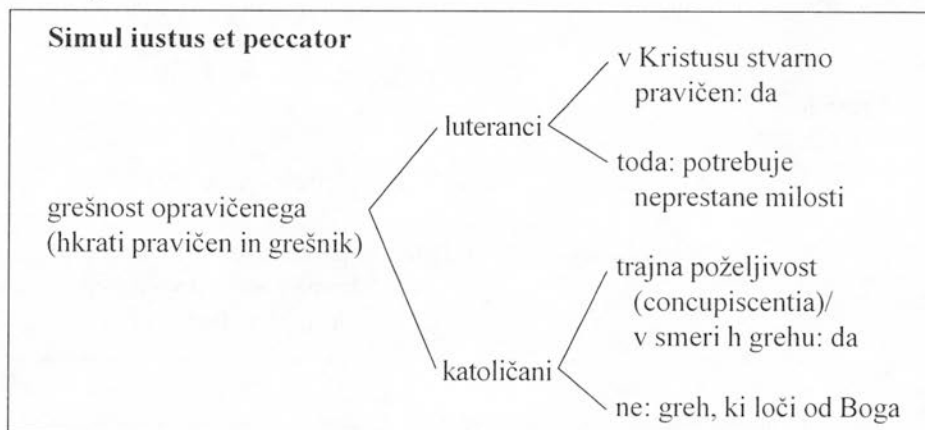 Simul iustus et peccator
grešnost opravičenega
(hkrati pravičen in grešnik)
luteranci
v Kristusu stvarno
pravičen: da
toda: potrebuje
neprestane milosti
katoličani
trajna poželjivost
(concupiscentia)/
v smeri h grehu: da
ne: greh, ki loči od Boga